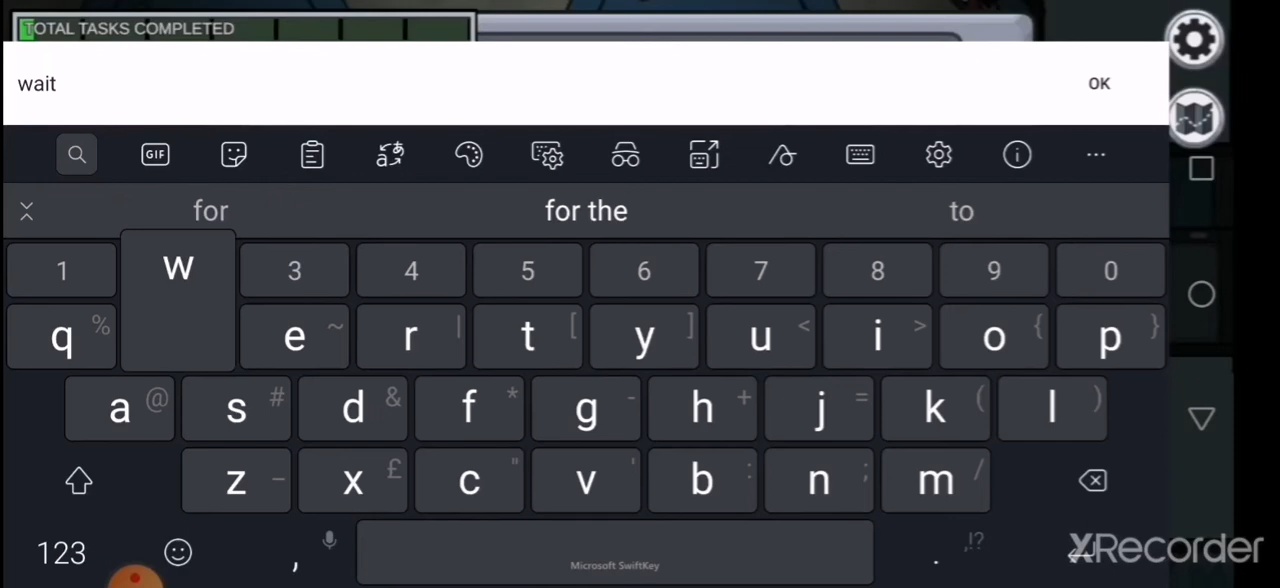 TOTAL TASKS COMPLETED
wait
OK
GIF
for
for the
to
1 W 3 4 5 6 7 8 9 0
q % e ~ r | t [ y ] u < i > o { p }
a @ s # d & f * g - h + j = k ( l )
z _ x £ c " v ' b : n ; m /
123 , Microsoft SwiftKey . ,!?
XRecorder